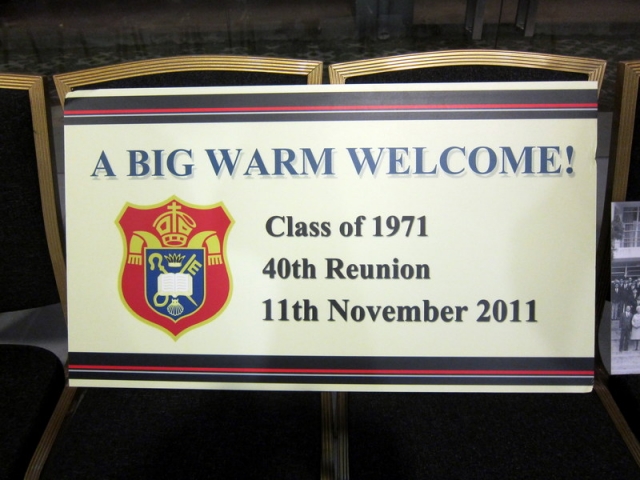 A BIG WARM WELCOME!
Class of 1971
40th Reunion
11th November 2011